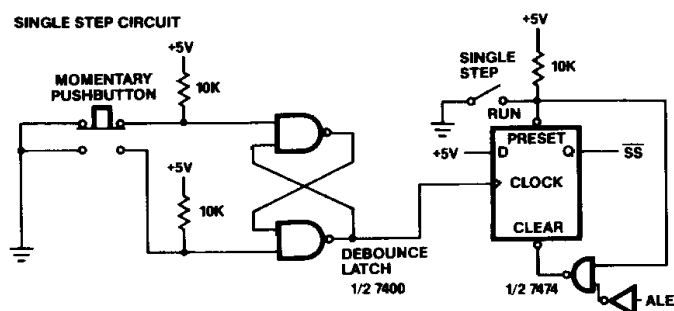 SINGLE STEP CIRCUIT
+5V
MOMENTARY
PUSHBUTTON
10K
+5V
10K
DEBOUNCE
LATCH
1/2 7400
+5V
SINGLE
STEP
10K
RUN
PRESET
+5V
D
Q
SS
CLOCK
CLEAR
1/2 7474
ALE